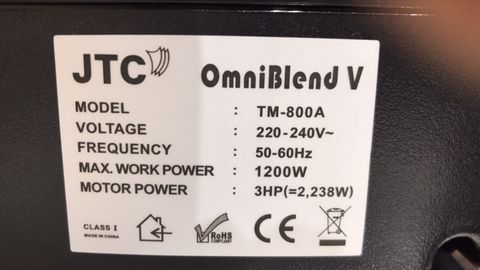 JTC OmniBlend V
MODEL : TM-800A
VOLTAGE : 220-240V~
FREQUENCY : 50-60Hz
MAX. WORK POWER : 1200W
MOTOR POWER : 3HP(=2,238W)
CLASS I
MADE IN CHINA
RoHS
COMPLIANT
CE